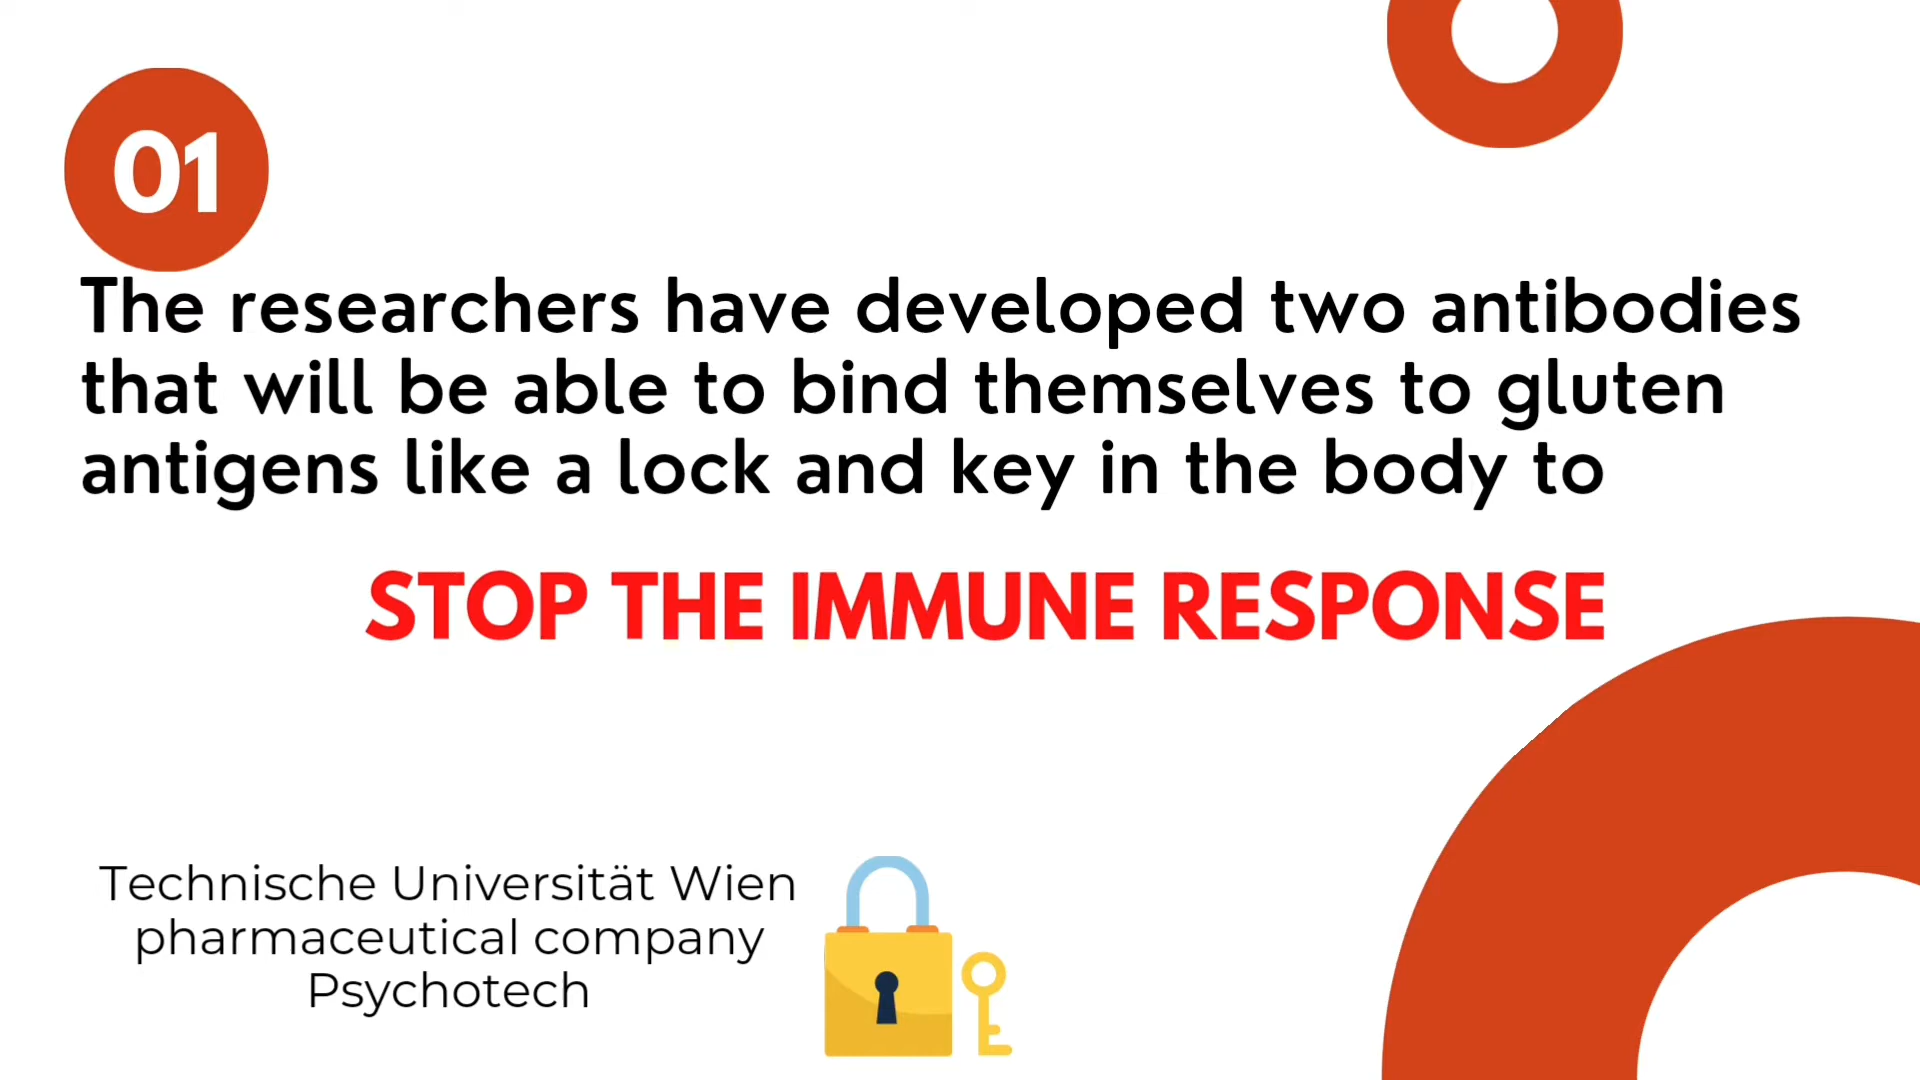 01
The researchers have developed two antibodies
that will be able to bind themselves to gluten
antigens like a lock and key in the body to
STOP THE IMMUNE RESPONSE
Technische Universität Wien
pharmaceutical company
Psychotech